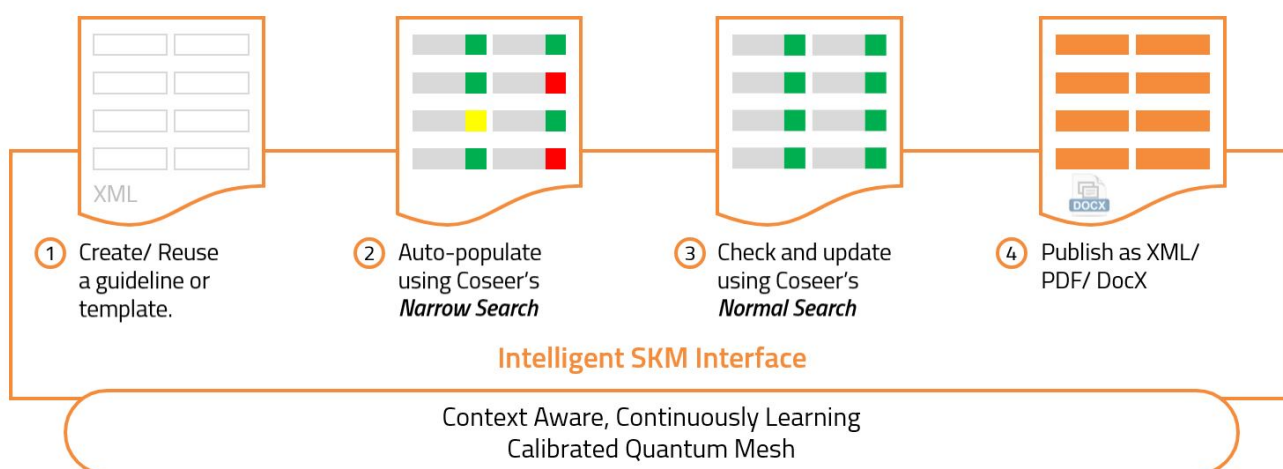 XML
DOCX
1 Create/ Reuse
a guideline or
template.
2 Auto-populate
using Coseer's
Narrow Search
3 Check and update
using Coseer's
Normal Search
4 Publish as XML/
PDF/ DocX
Intelligent SKM Interface
Context Aware, Continuously Learning
Calibrated Quantum Mesh